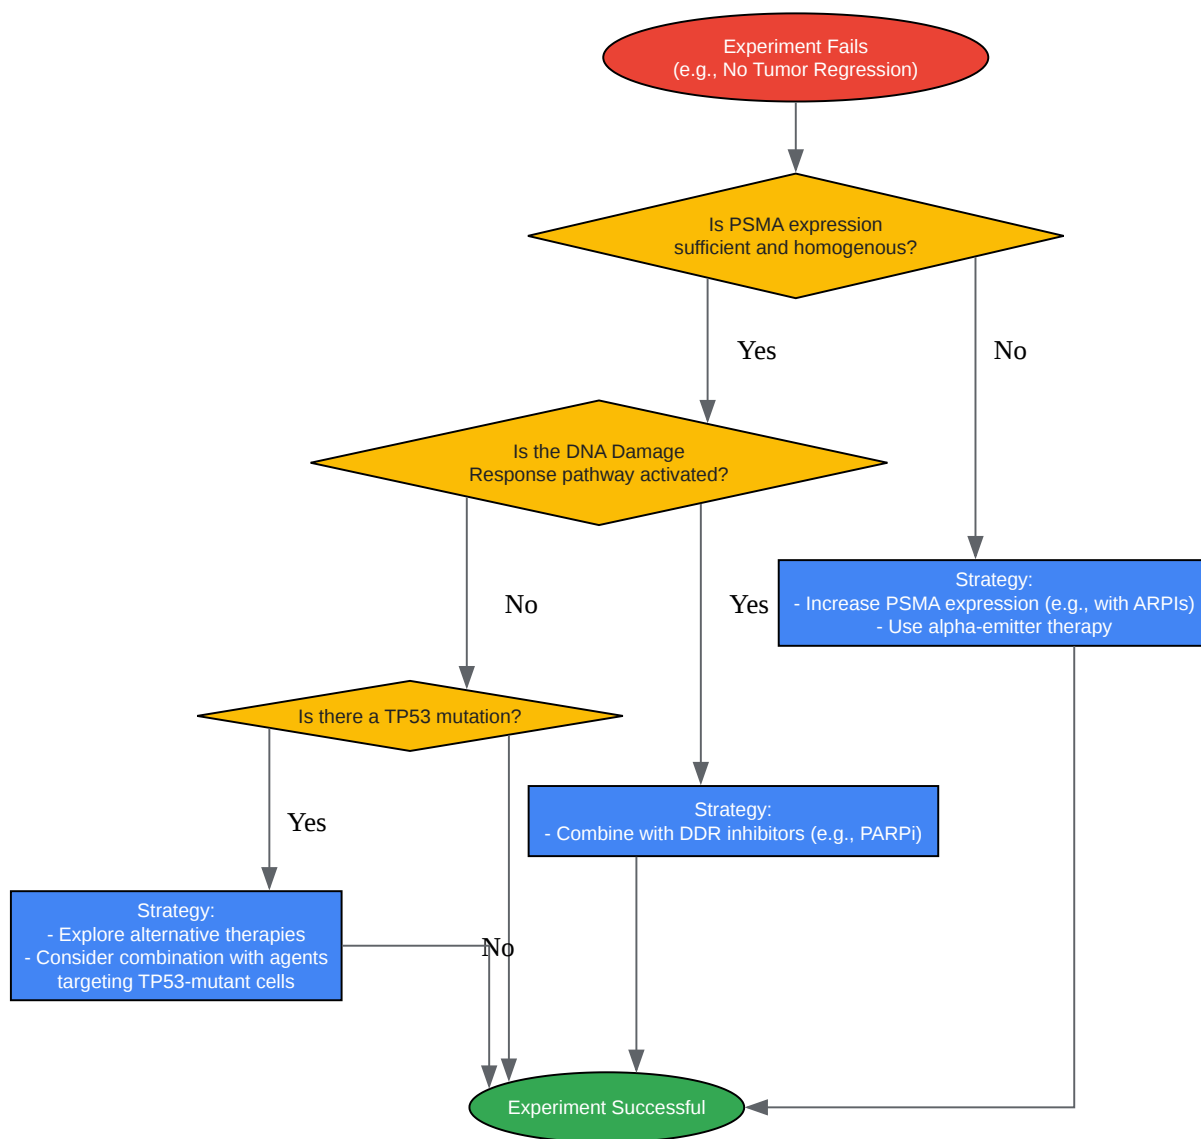 Experiment Fails
(e.g., No Tumor Regression)
Is PSMA expression
sufficient and homogenous?
Yes
No
Is the DNA Damage
Response pathway activated?
Strategy:
- Increase PSMA expression (e.g., with ARPIs)
- Use alpha-emitter therapy
No
Yes
Is there a TP53 mutation?
Strategy:
- Combine with DDR inhibitors (e.g., PARPi)
Yes
No
Strategy:
- Explore alternative therapies
- Consider combination with agents
targeting TP53-mutant cells
Experiment Successful